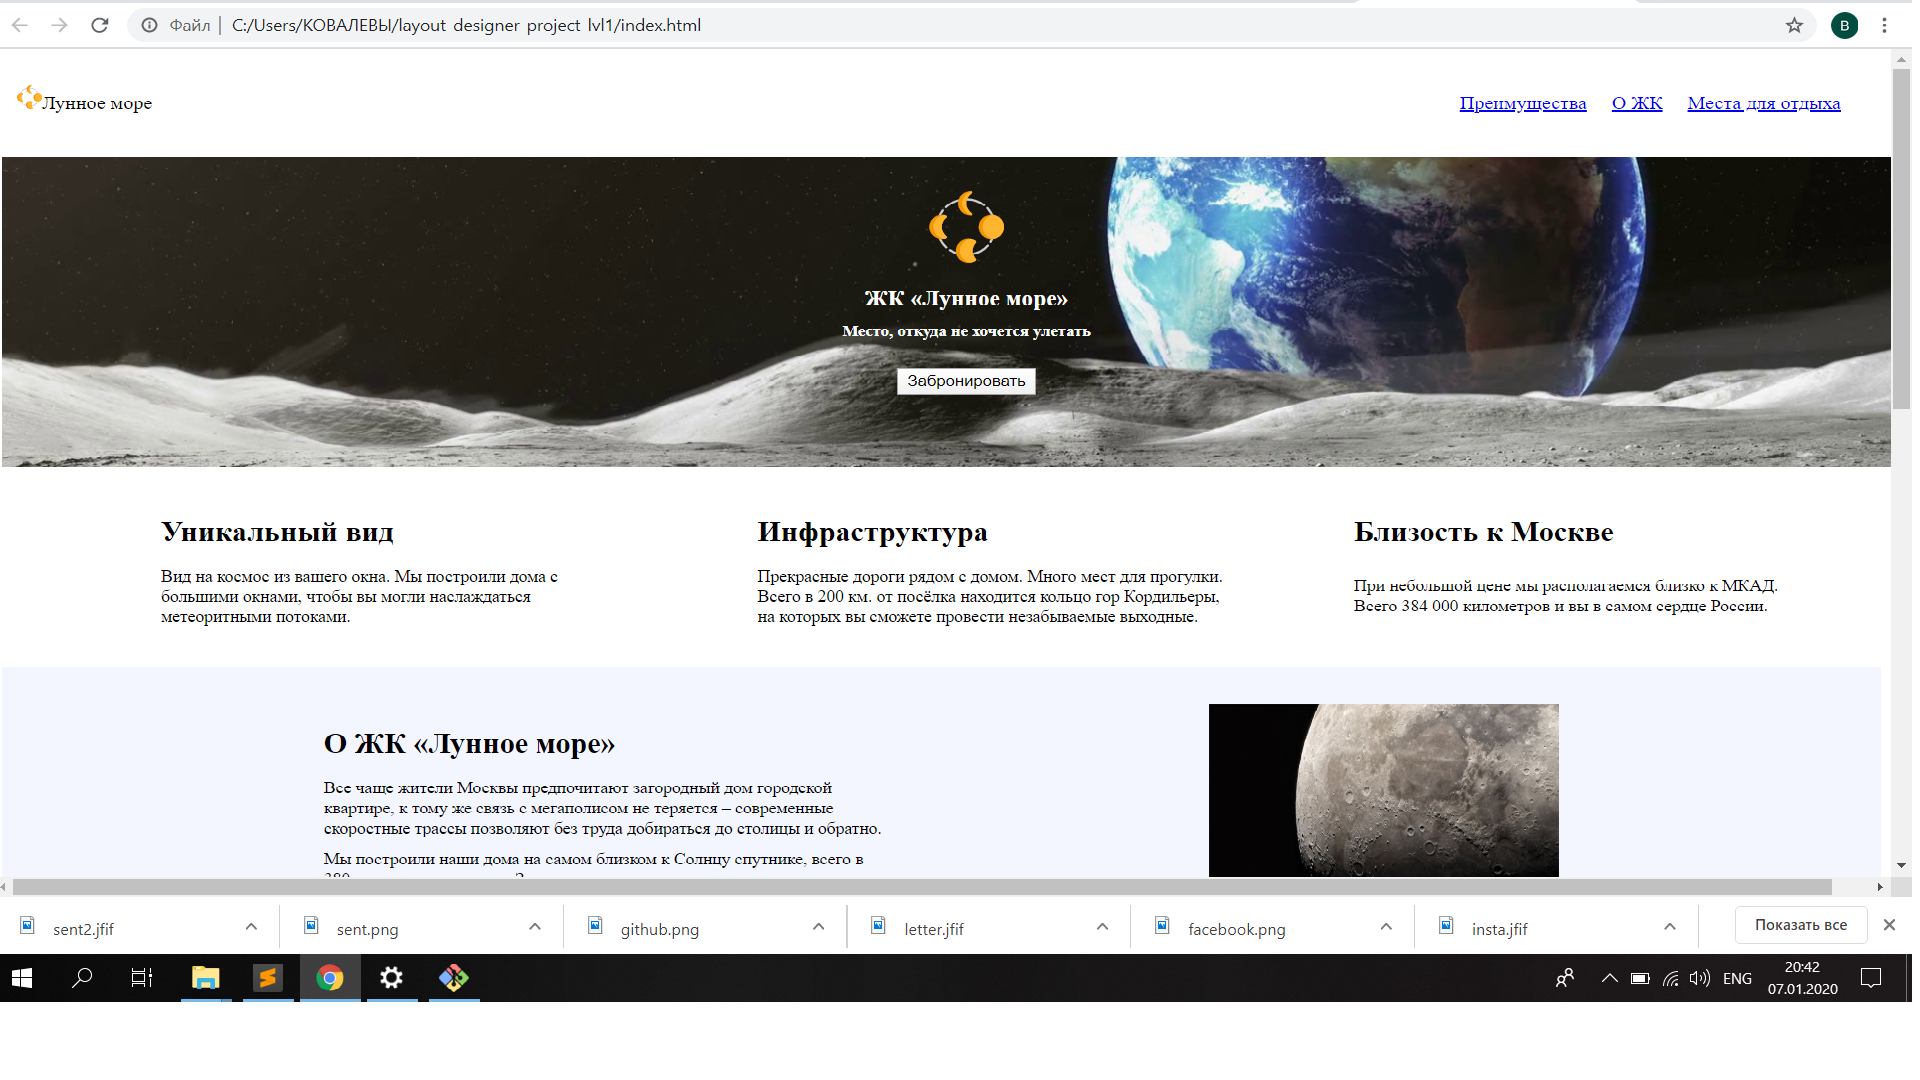 Файл
C:/Users/КОВАЛЕВЫ/layout designer project lvl1/index.html
В
Лунное море
Преимущества О ЖК Места для отдыха
ЖК «Лунное море»
Место, откуда не хочется улетать
Забронировать
Уникальный вид
Вид на космос из вашего окна. Мы построили дома с
большими окнами, чтобы вы могли наслаждаться
метеоритными потоками.
Инфраструктура
Прекрасные дороги рядом с домом. Много мест для прогулки.
Всего в 200 км. от посёлка находится кольцо гор Кордильеры,
на которых вы сможете провести незабываемые выходные.
Близость к Москве
При небольшой цене мы располагаемся близко к МКАД.
Всего 384 000 километров и вы в самом сердце России.
О ЖК «Лунное море»
Все чаще жители Москвы предпочитают загородный дом городской
квартире, к тому же связь с мегаполисом не теряется – современные
скоростные трассы позволяют без труда добираться до столицы и обратно.
Мы построили наши дома на самом близком к Солнцу спутнике, всего в
sent2.jfif
sent.png
github.png
letter.jfif
facebook.png
insta.jfif
Показать все
ENG
20:42
07.01.2020